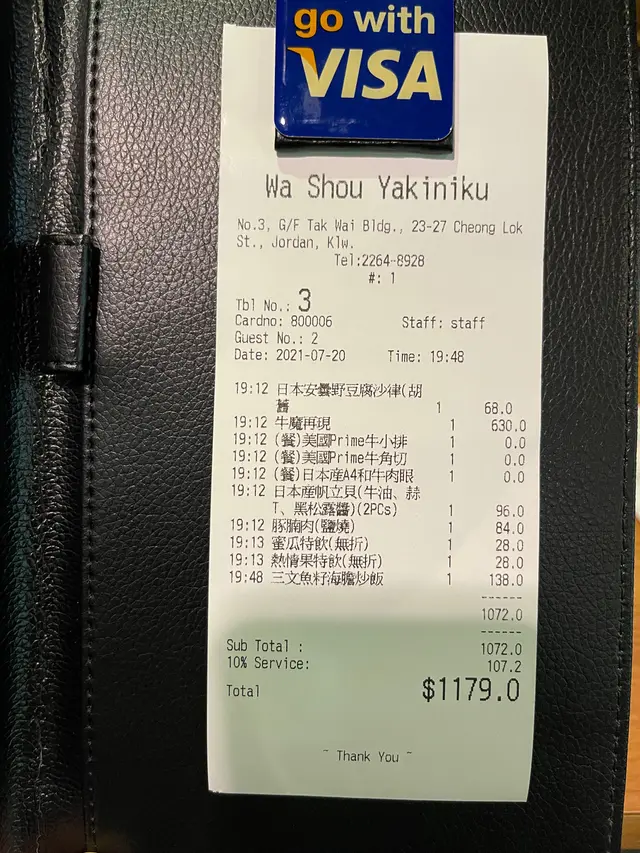 go with
VISA
Wa Shou Yakiniku
No.3, G/F Tak Wai Bldg., 23-27 Cheong Lok
St., Jordan, Klw.
Tel:2264-8928
#: 1
Tbl No.: 3
Cardno: 800006 Staff: staff
Guest No.: 2
Date: 2021-07-20 Time: 19:48
19:12 日本安曇野豆腐沙律(胡
醬 1 68.0
19:12 牛魔再現 1 630.0
19:12 (餐)美國Prime牛小排 1 0.0
19:12 (餐)美國Prime牛角切 1 0.0
19:12 (餐)日本産A4和牛肉眼 1 0.0
19:12 日本産帆立貝(牛油、蒜
T、黑松露醬)(2PCs) 1 96.0
19:12 豚腩肉(鹽燒) 1 84.0
19:13 蜜瓜特飲(無折) 1 28.0
19:13 熱情果特飲(無折) 1 28.0
19:48 三文魚籽海膽炒飯 1 138.0
------
1072.0
------
Sub Total : 1072.0
10% Service: 107.2
Total $1179.0
~ Thank You ~